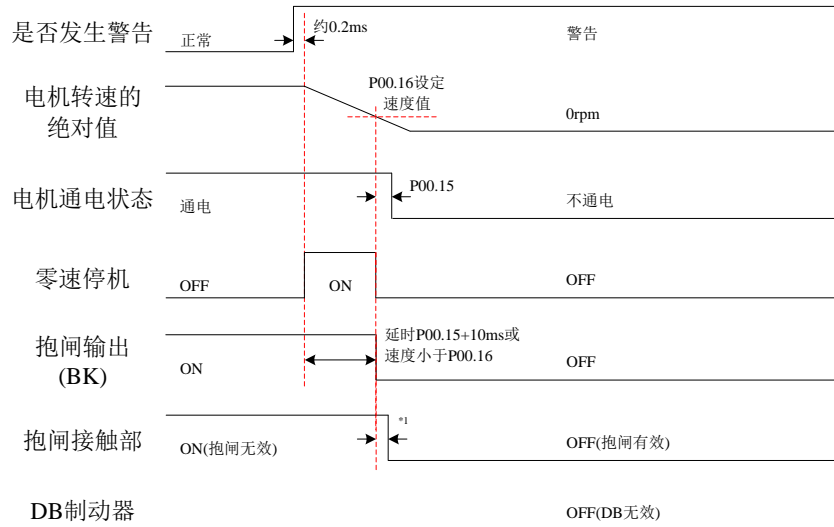 是否发生警告
正常
约0.2ms
警告
电机转速的
绝对值
P00.16设定
速度值
0rpm
电机通电状态
通电
P00.15
不通电
零速停机
OFF
ON
OFF
抱闸输出
(BK)
ON
延时P00.15+10ms或
速度小于P00.16
OFF
抱闸接触部
ON(抱闸无效)
*1
OFF(抱闸有效)
DB制动器
OFF(DB无效)